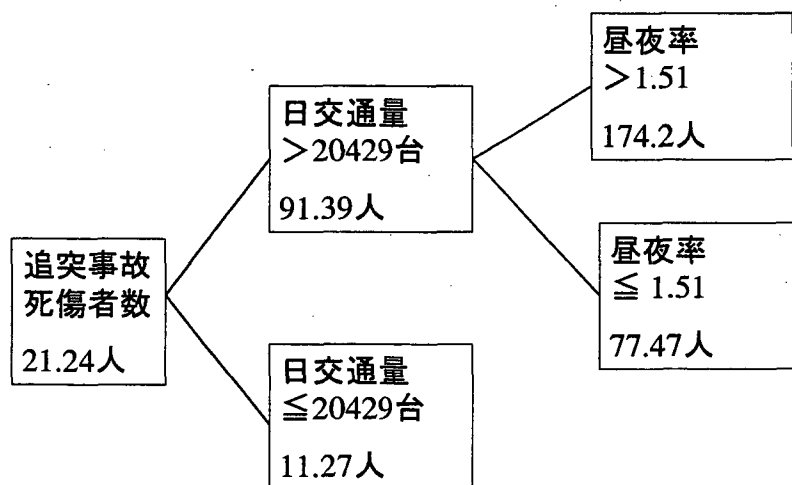 追突事故
死傷者数
21.24人
日交通量
>20429台
91.39人
日交通量
≦20429台
11.27人
昼夜率
>1.51
174.2人
昼夜率
≦ 1.51
77.47人